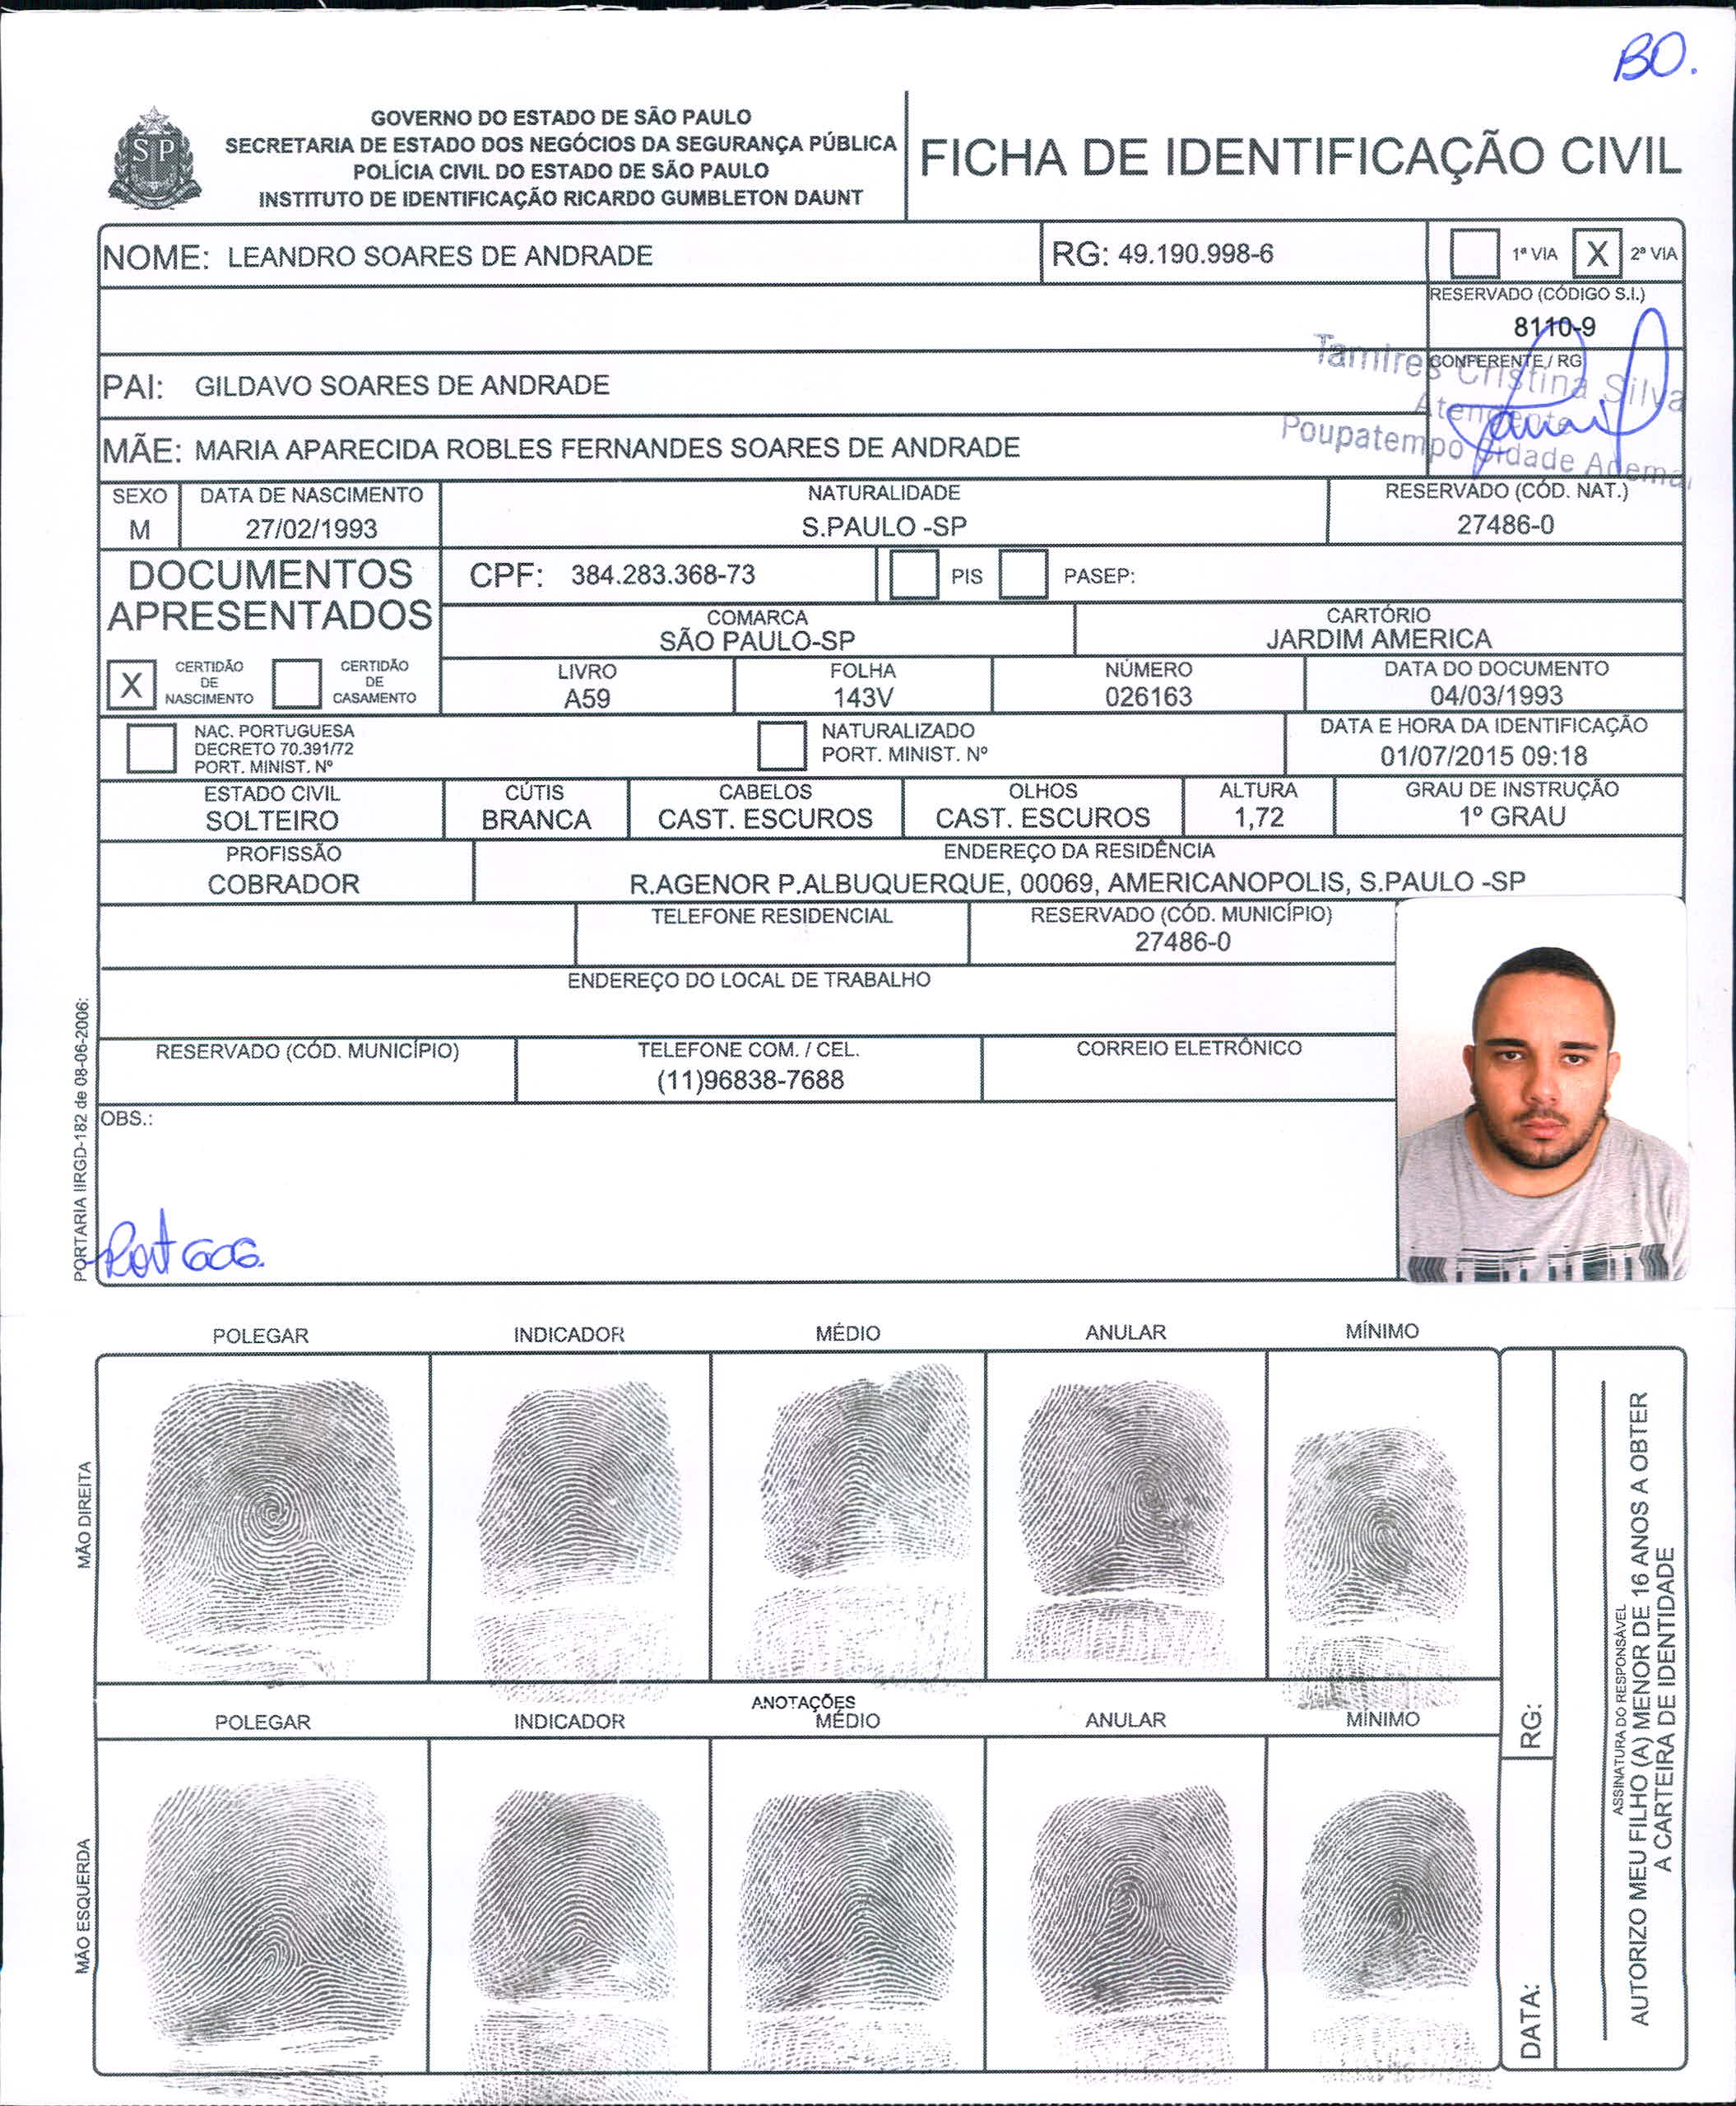 BO.
GOVERNO DO ESTADO DE SÃO PAULO
SECRETARIA DE ESTADO DOS NEGÓCIOS DA SEGURANÇA PÚBLICA
POLÍCIA CIVIL DO ESTADO DE SÃO PAULO
INSTITUTO DE IDENTIFICAÇÃO RICARDO GUMBLETON DAUNT
SP
FICHA DE IDENTIFICAÇÃO CIVIL
NOME: LEANDRO SOARES DE ANDRADE
RG: 49.190.998-6
1ª VIA X 2ª VIA
RESERVADO (CÓDIGO S.I.)
8110-9
PAI: GILDAVO SOARES DE ANDRADE
CONFERENTE / RG
Tamires Cristina Silva
Atendente
Poupatempo Cidade Ademar
MÃE: MARIA APARECIDA ROBLES FERNANDES SOARES DE ANDRADE
SEXO
M
DATA DE NASCIMENTO
27/02/1993
NATURALIDADE
S.PAULO -SP
RESERVADO (CÓD. NAT.)
27486-0
DOCUMENTOS
APRESENTADOS
CPF: 384.283.368-73
PIS
PASEP:
COMARCA
SÃO PAULO-SP
CARTÓRIO
JARDIM AMERICA
X
CERTIDÃO
DE
NASCIMENTO
CERTIDÃO
DE
CASAMENTO
LIVRO
A59
FOLHA
143V
NÚMERO
026163
DATA DO DOCUMENTO
04/03/1993
NAC. PORTUGUESA
DECRETO 70.391/72
PORT. MINIST. Nº
NATURALIZADO
PORT. MINIST. Nº
DATA E HORA DA IDENTIFICAÇÃO
01/07/2015 09:18
ESTADO CIVIL
SOLTEIRO
CÚTIS
BRANCA
CABELOS
CAST. ESCUROS
OLHOS
CAST. ESCUROS
ALTURA
1,72
GRAU DE INSTRUÇÃO
1º GRAU
PROFISSÃO
COBRADOR
ENDEREÇO DA RESIDÊNCIA
R.AGENOR P.ALBUQUERQUE, 00069, AMERICANOPOLIS, S.PAULO -SP
TELEFONE RESIDENCIAL
RESERVADO (CÓD. MUNICÍPIO)
27486-0
ENDEREÇO DO LOCAL DE TRABALHO
RESERVADO (CÓD. MUNICÍPIO)
TELEFONE COM. / CEL.
(11)96838-7688
CORREIO ELETRÔNICO
OBS.:
PORTARIA IIRGD-182 de 08-06-2006:
POLEGAR
INDICADOR
MÉDIO
ANULAR
MÍNIMO
MÃO DIREITA
ANOTAÇÕES
POLEGAR
INDICADOR
MÉDIO
ANULAR
MÍNIMO
MÃO ESQUERDA
RG:
DATA:
ASSINATURA DO RESPONSÁVEL
AUTORIZO MEU FILHO (A) MENOR DE 16 ANOS A OBTER
A CARTEIRA DE IDENTIDADE